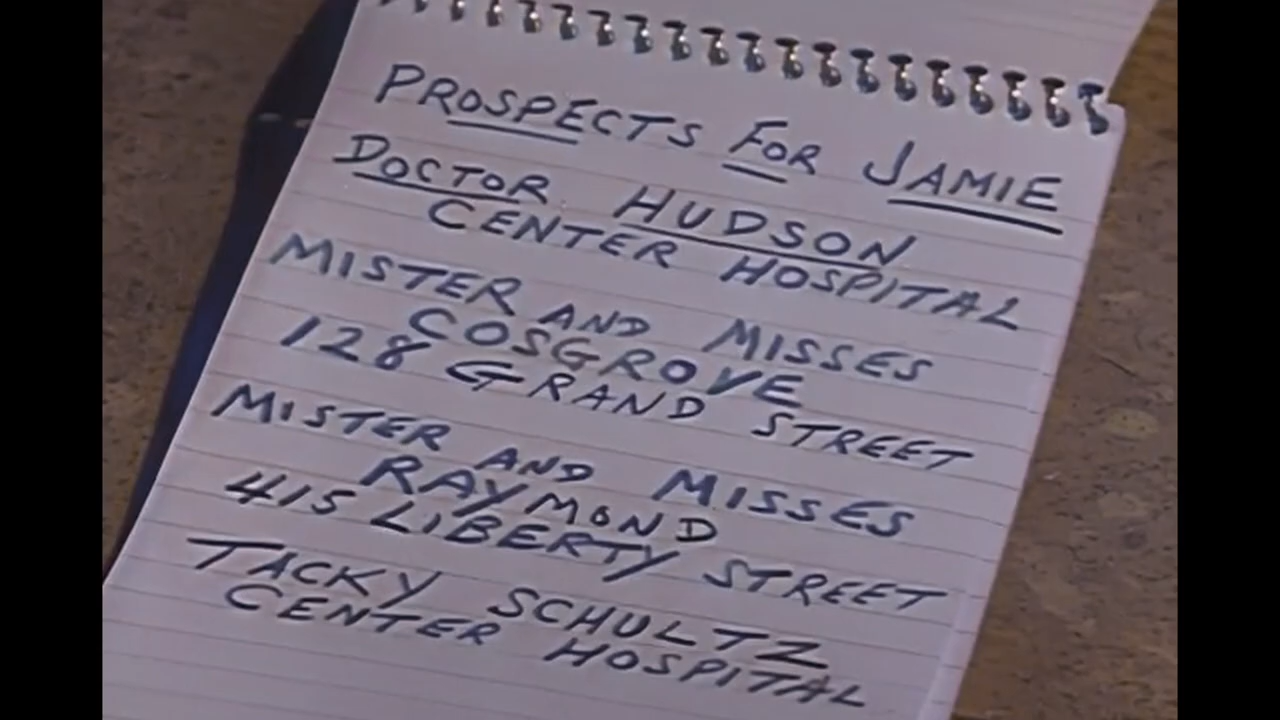 PROSPECTS FOR JAMIE
DOCTOR HUDSON
CENTER HOSPITAL
MISTER AND MISSES
COSGROVE
128 GRAND STREET
MISTER AND MISSES
RAYMOND
415 LIBERTY STREET
TACKY SCHULTZ
CENTER HOSPITAL